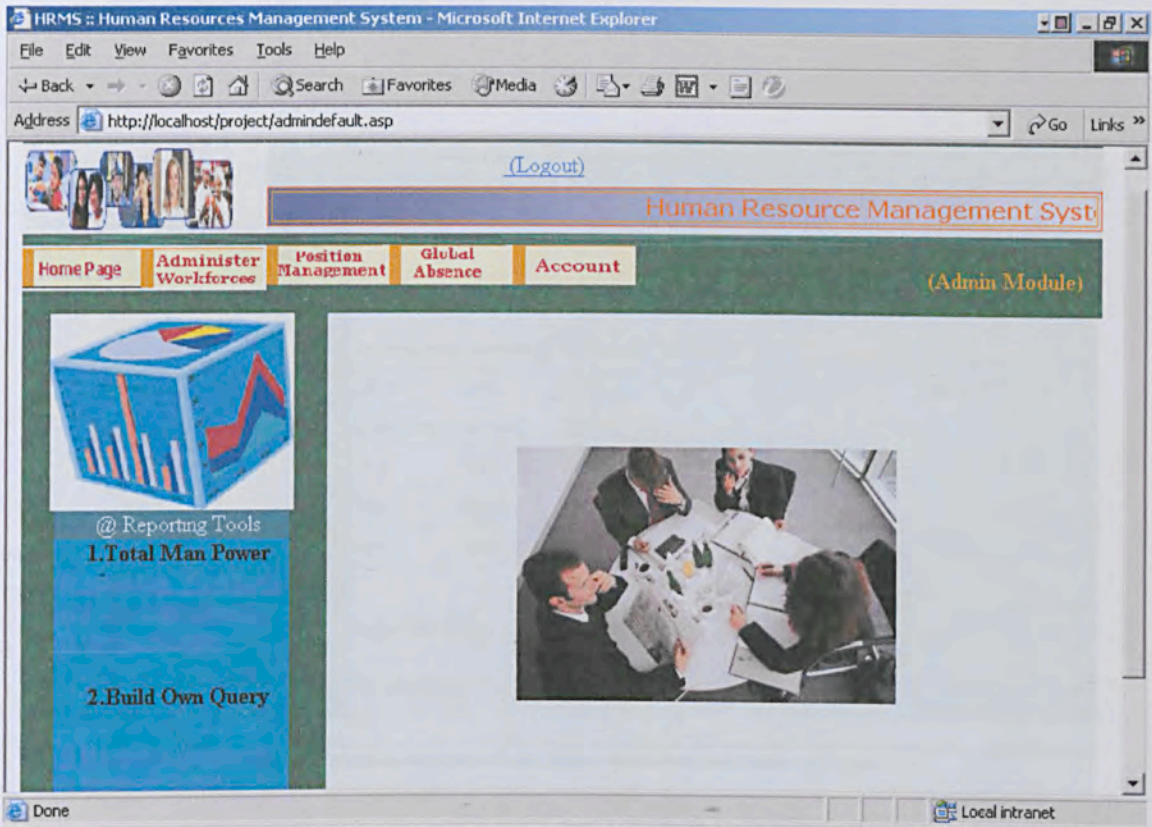 HRMS :: Human Resources Management System - Microsoft Internet Explorer
File Edit View Favorites Tools Help
Back Search Favorites Media
Address http://localhost/project/admindefault.asp Go Links »
(Logout)
Human Resource Management Syst
Home Page Administer Workforces Position Management Global Absence Account
(Admin Module)
@ Reporting Tools
1.Total Man Power
2.Build Own Query
Done Local intranet